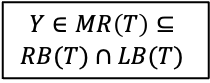 Y ∈ MR(T) ⊆
RB(T) ∩ LB(T)